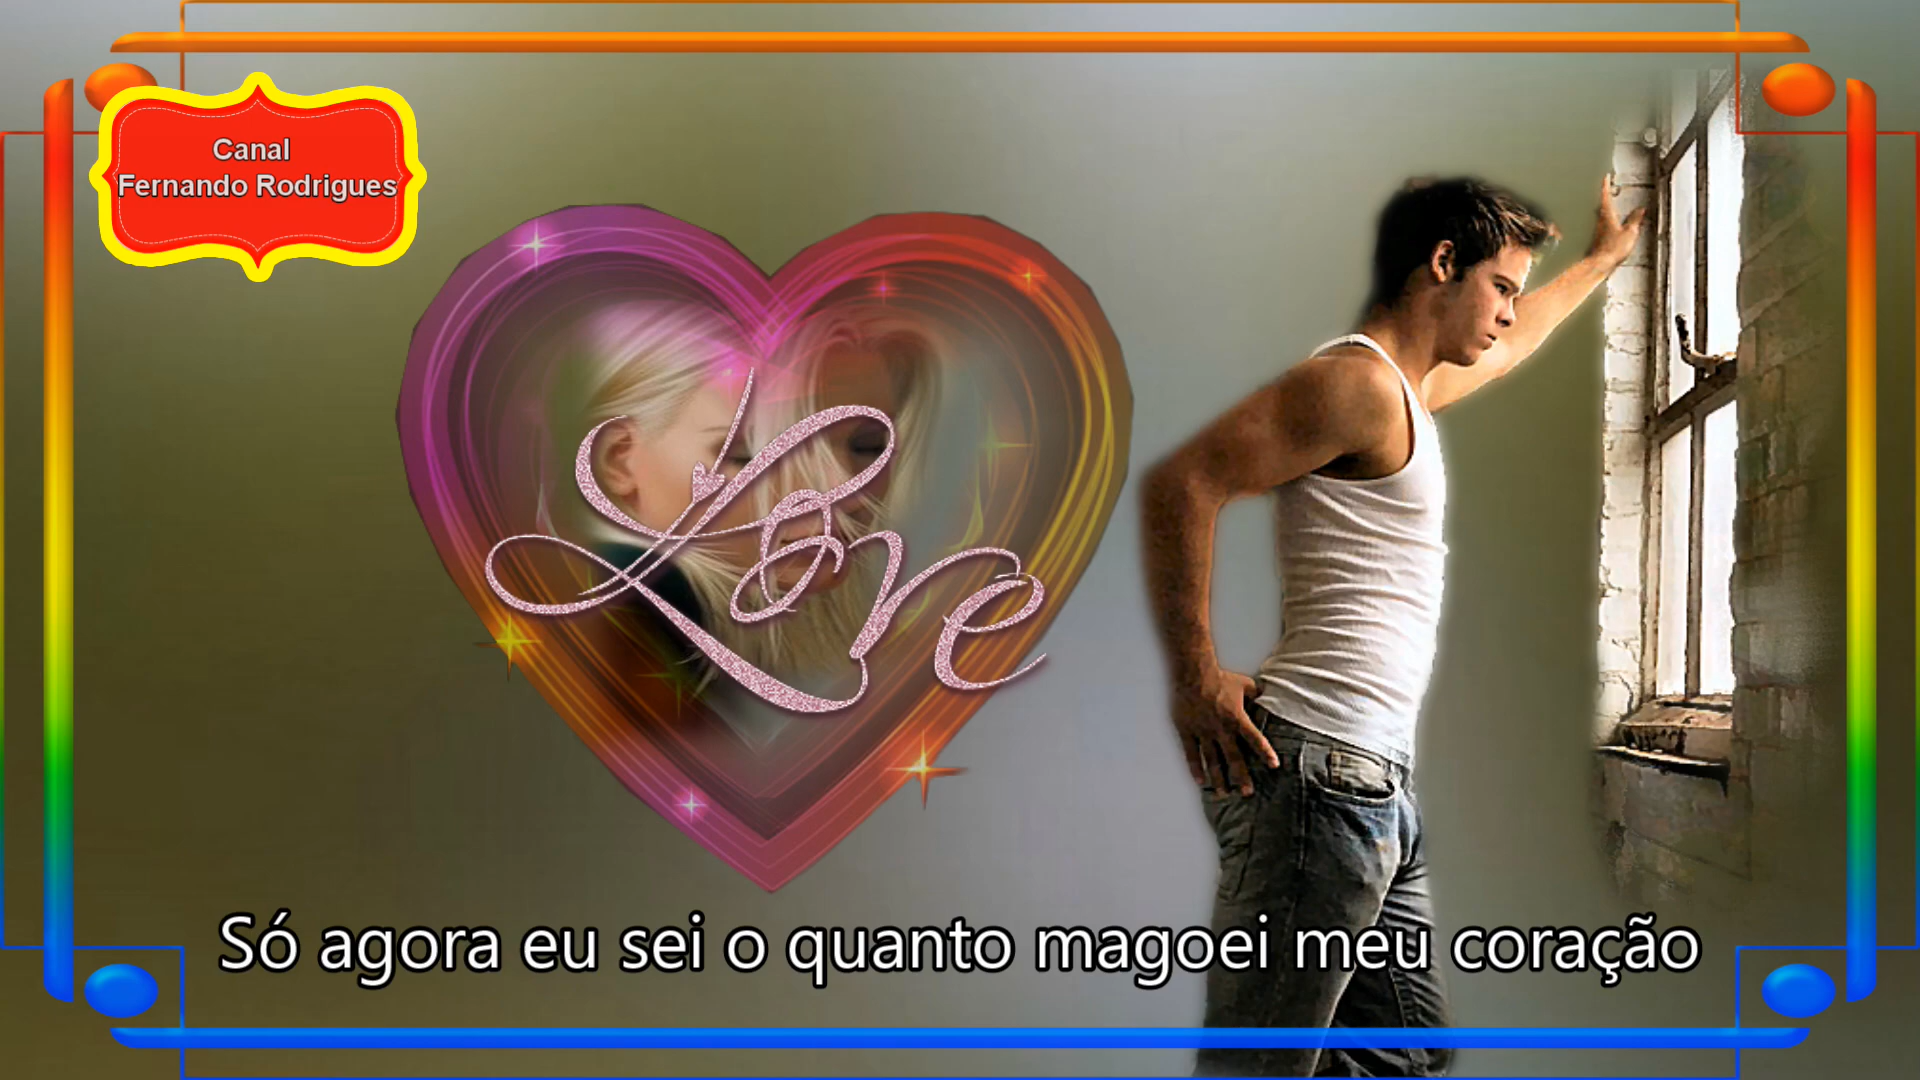 Canal
Fernando Rodrigues
Love
Só agora eu sei o quanto magoei meu coração